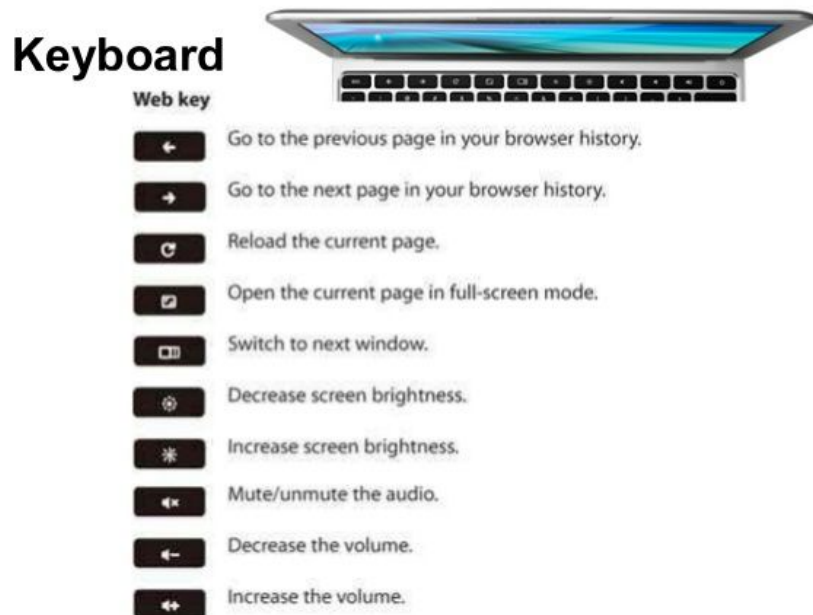 Keyboard
Web key
Go to the previous page in your browser history.
Go to the next page in your browser history.
Reload the current page.
Open the current page in full-screen mode.
Switch to next window.
Decrease screen brightness.
Increase screen brightness.
Mute/unmute the audio.
Decrease the volume.
Increase the volume.